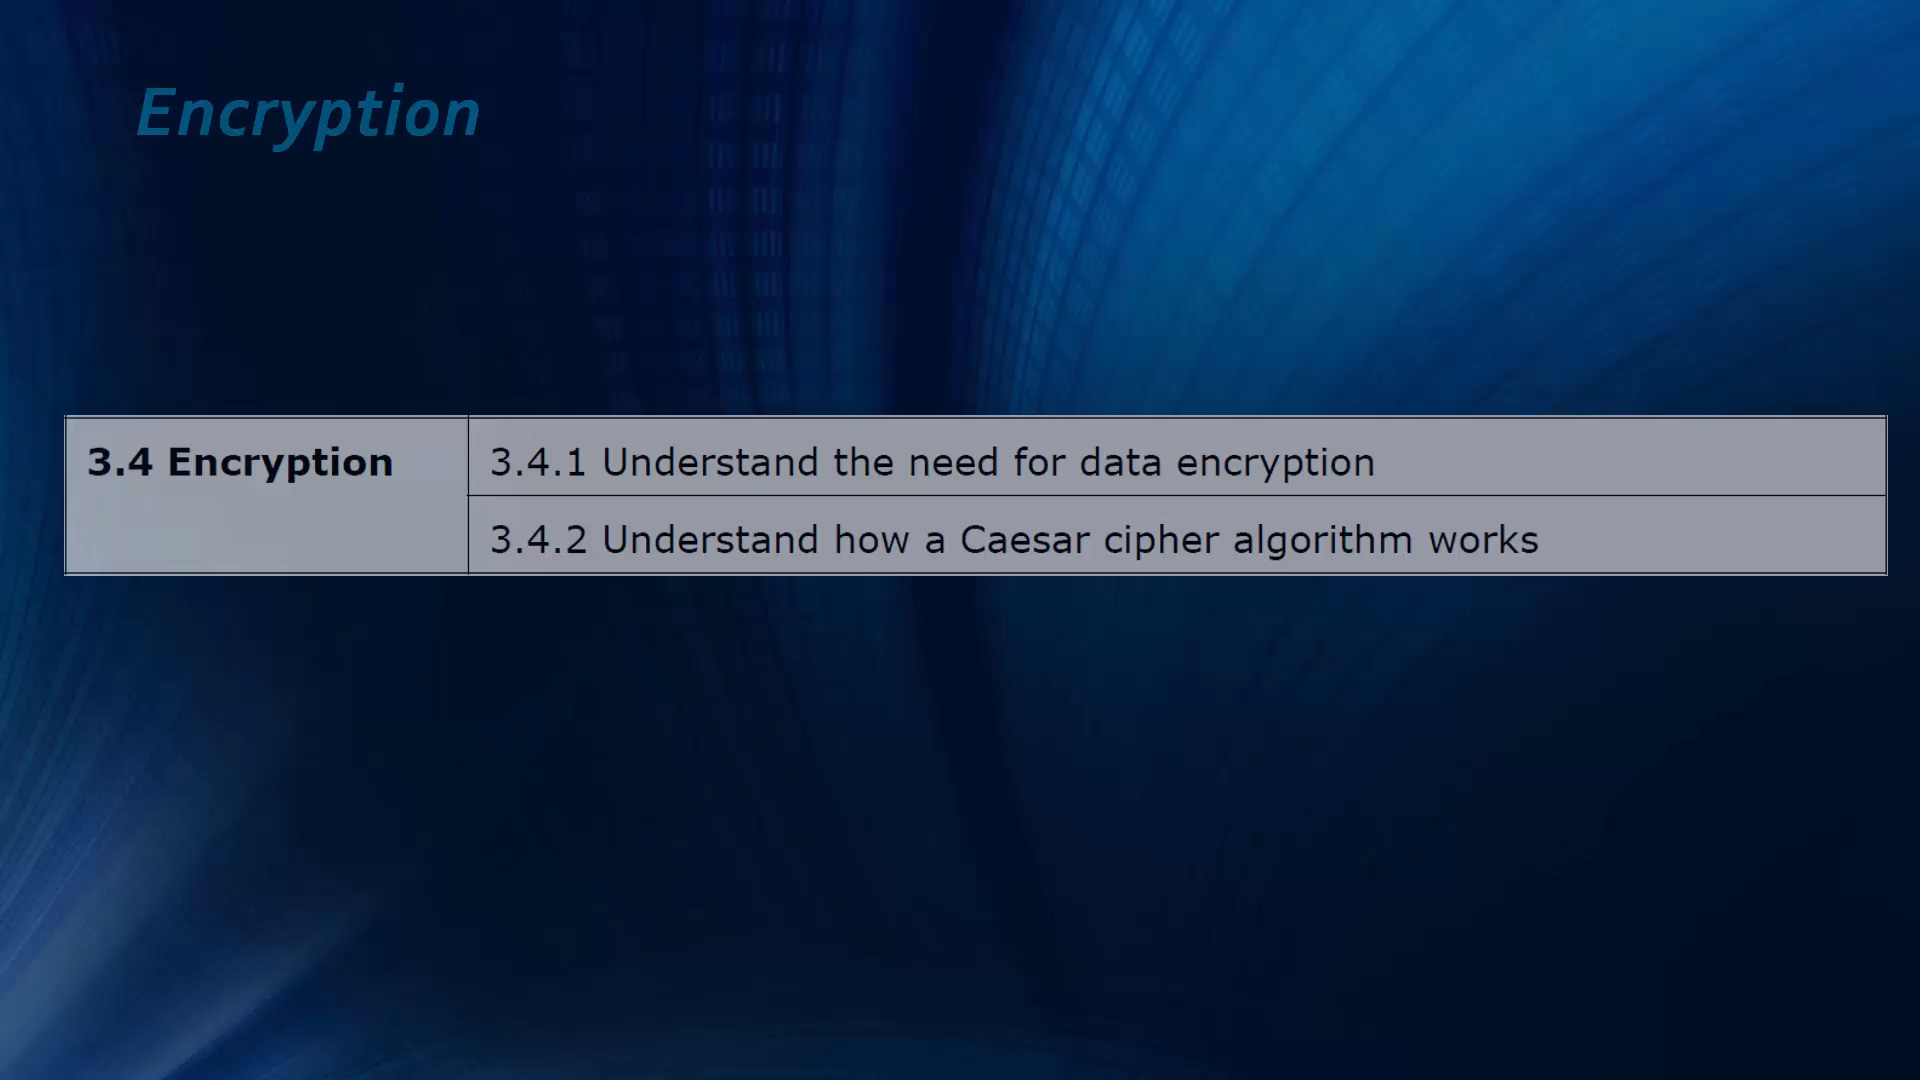 Encryption
3.4 Encryption
3.4.1 Understand the need for data encryption
3.4.2 Understand how a Caesar cipher algorithm works